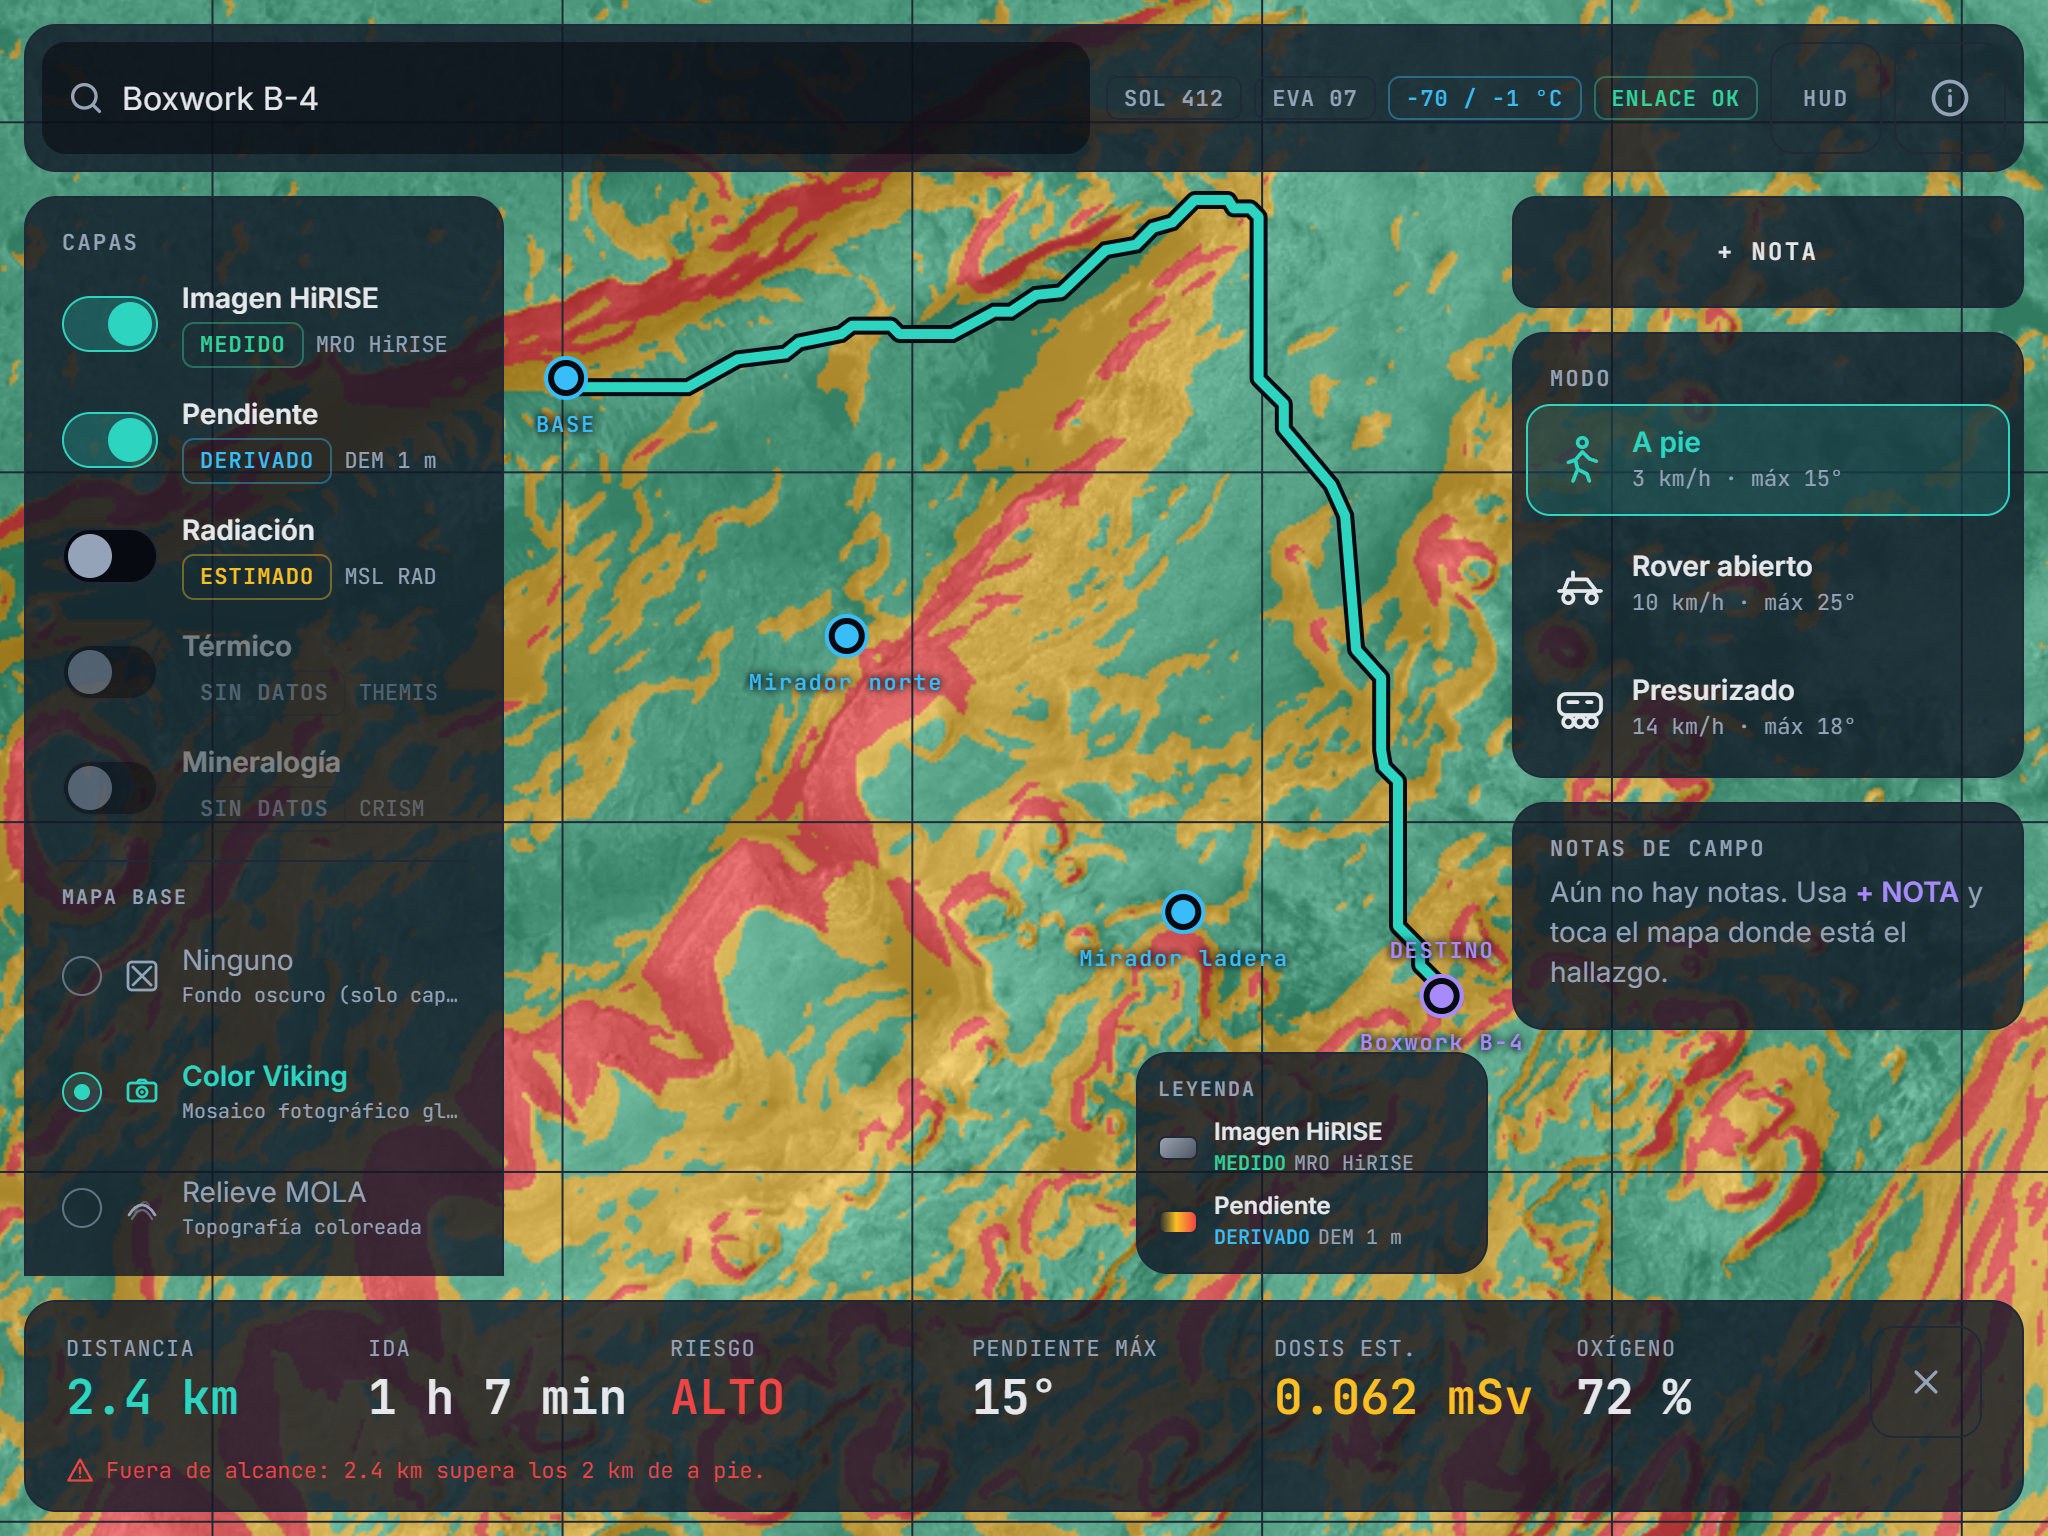 Boxwork B-4
SOL 412
EVA 07
-70 / -1 °C
ENLACE OK
HUD
CAPAS
Imagen HiRISE
MEDIDO MRO HiRISE
Pendiente
DERIVADO DEM 1 m
Radiación
ESTIMADO MSL RAD
Térmico
SIN DATOS THEMIS
Mineralogía
SIN DATOS CRISM
MAPA BASE
Ninguno
Fondo oscuro (solo cap…
Color Viking
Mosaico fotográfico gl…
Relieve MOLA
Topografía coloreada
BASE
Mirador norte
Mirador ladera
DESTINO
Boxwork B-4
LEYENDA
Imagen HiRISE
MEDIDO MRO HiRISE
Pendiente
DERIVADO DEM 1 m
+ NOTA
MODO
A pie
3 km/h · máx 15°
Rover abierto
10 km/h · máx 25°
Presurizado
14 km/h · máx 18°
NOTAS DE CAMPO
Aún no hay notas. Usa + NOTA y
toca el mapa donde está el
hallazgo.
DISTANCIA
2.4 km
IDA
1 h 7 min
RIESGO
ALTO
PENDIENTE MÁX
15°
DOSIS EST.
0.062 mSv
OXÍGENO
72 %
Fuera de alcance: 2.4 km supera los 2 km de a pie.